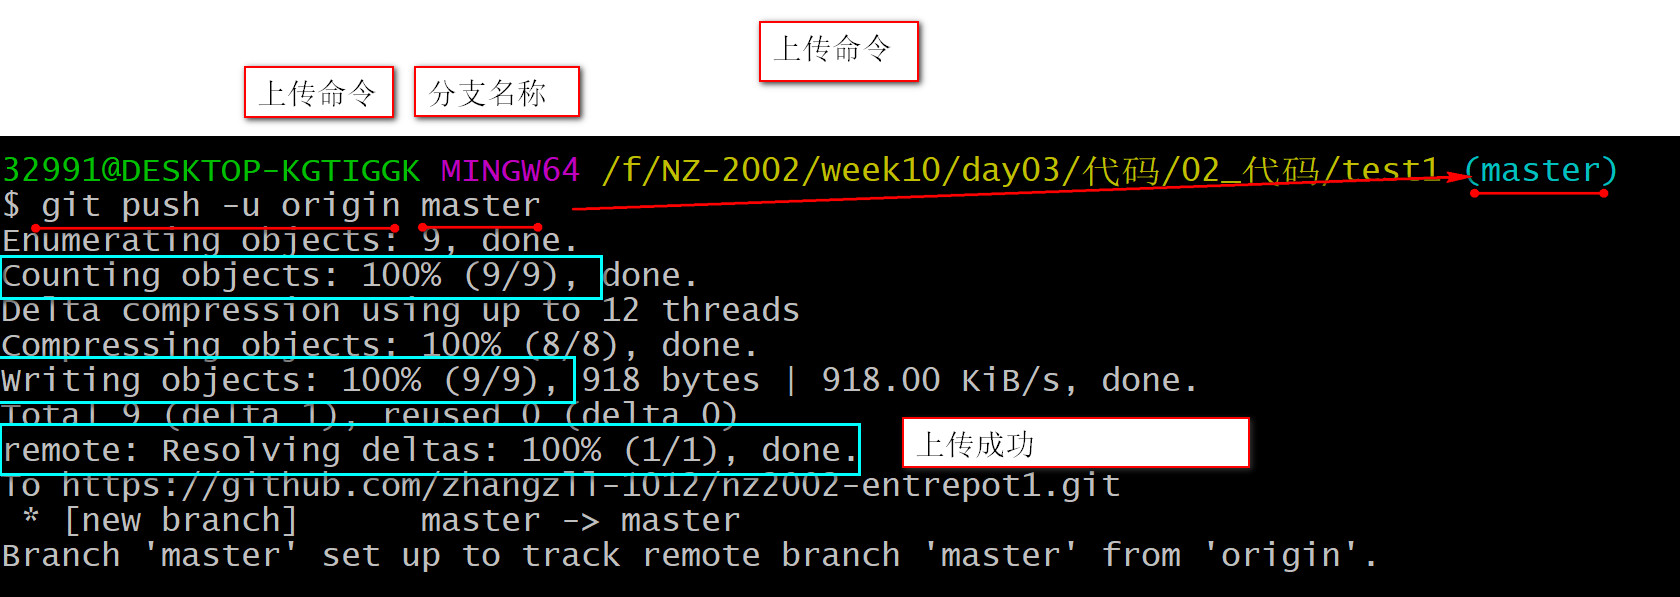 上传命令
上传命令 分支名称
32991@DESKTOP-KGTIGGK MINGW64 /f/NZ-2002/week10/day03/代码/02_代码/test1 (master)
$ git push -u origin master
Enumerating objects: 9, done.
Counting objects: 100% (9/9), done.
Delta compression using up to 12 threads
Compressing objects: 100% (8/8), done.
Writing objects: 100% (9/9), 918 bytes | 918.00 KiB/s, done.
Total 9 (delta 1), reused 0 (delta 0)
remote: Resolving deltas: 100% (1/1), done.
上传成功
To https://github.com/zhangzll-1012/nz2002-entrepot1.git
* [new branch] master -> master
Branch 'master' set up to track remote branch 'master' from 'origin'.